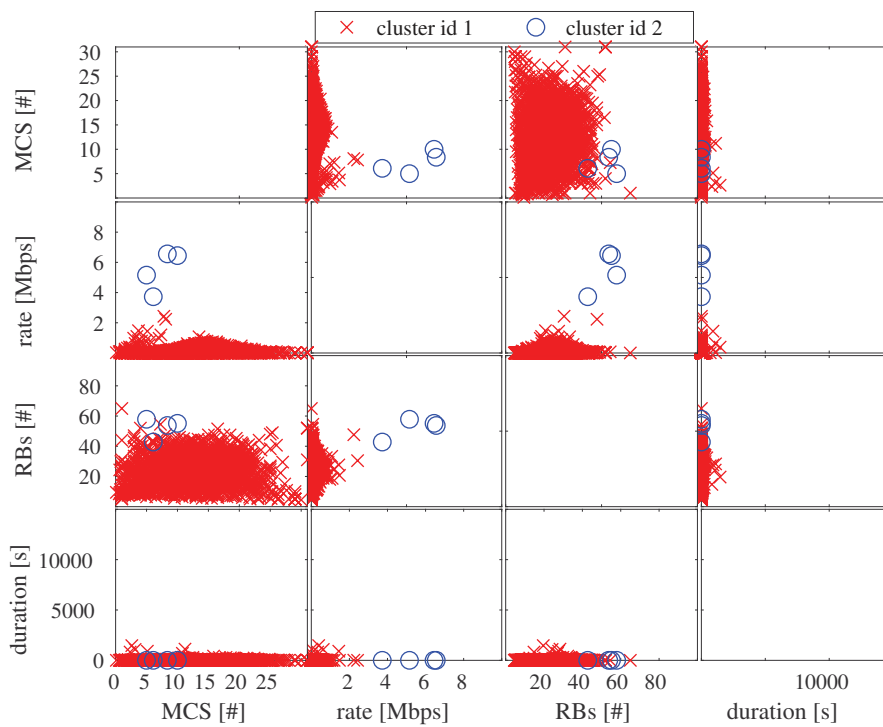 cluster id 1 cluster id 2
30
25
20
15
10
5
MCS [#]
8
6
4
2
rate [Mbps]
80
60
40
20
RBs [#]
10000
5000
0
duration [s]
0 5 10 15 20 25
2 4 6 8
20 40 60 80
10000
MCS [#] rate [Mbps] RBs [#] duration [s]